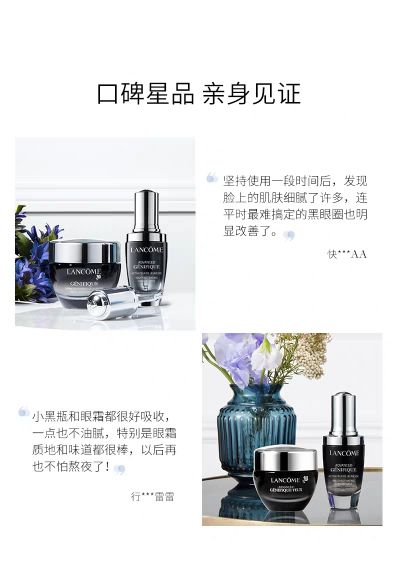 口碑星品 亲身见证
坚持使用一段时间后，发现
脸上的肌肤细腻了许多，连
平时最难搞定的黑眼圈也明
显改善了。
快***AA
LANCÔME
ADVANCED
GÉNIFIQUE
LANCÔME
GÉNIFIQUE
小黑瓶和眼霜都很好吸收，
一点也不油腻，特别是眼霜
质地和味道都很棒，以后再
也不怕熬夜了！
行***雷雷
LANCÔME
ADVANCED
GÉNIFIQUE
LANCÔME
ADVANCED
GÉNIFIQUE YEUX